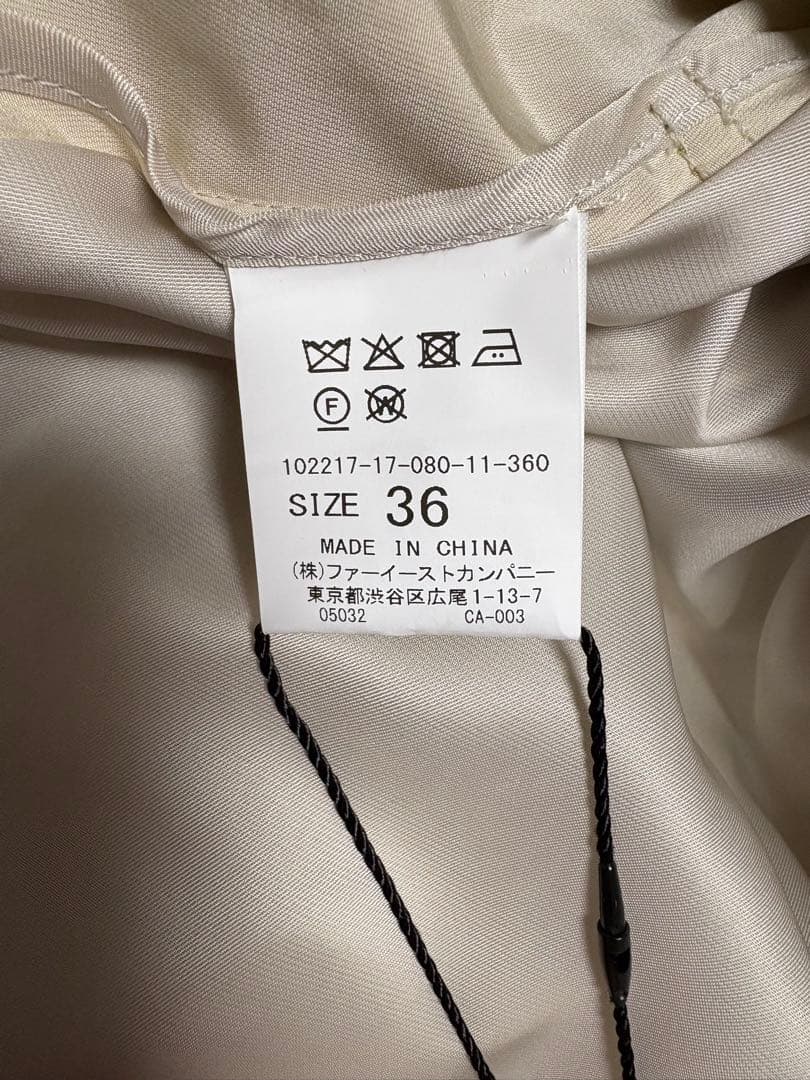 F W
102217-17-080-11-360
SIZE 36
MADE IN CHINA
(株)ファーイーストカンパニー
東京都渋谷区広尾1-13-7
05032 CA-003